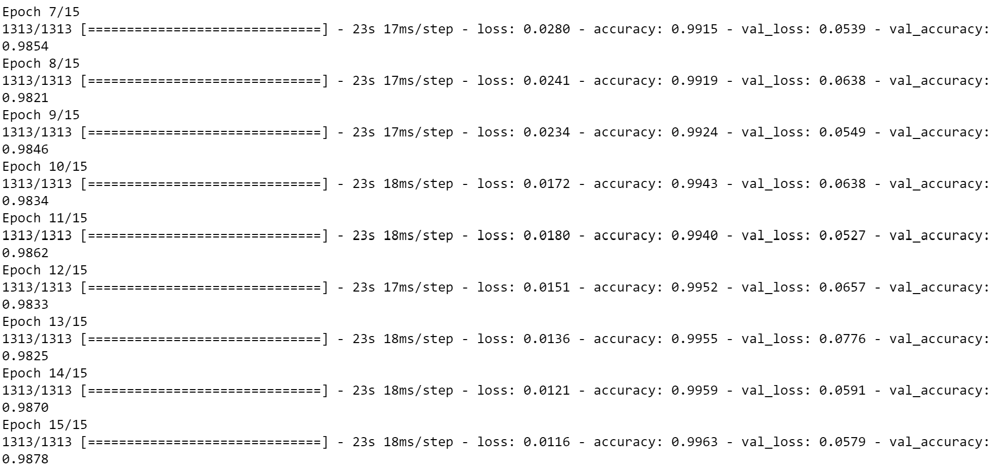 Epoch 7/15
1313/1313 [==============================] - 23s 17ms/step - loss: 0.0280 - accuracy: 0.9915 - val_loss: 0.0539 - val_accuracy:
0.9854
Epoch 8/15
1313/1313 [==============================] - 23s 17ms/step - loss: 0.0241 - accuracy: 0.9919 - val_loss: 0.0638 - val_accuracy:
0.9821
Epoch 9/15
1313/1313 [==============================] - 23s 17ms/step - loss: 0.0234 - accuracy: 0.9924 - val_loss: 0.0549 - val_accuracy:
0.9846
Epoch 10/15
1313/1313 [==============================] - 23s 18ms/step - loss: 0.0172 - accuracy: 0.9943 - val_loss: 0.0638 - val_accuracy:
0.9834
Epoch 11/15
1313/1313 [==============================] - 23s 18ms/step - loss: 0.0180 - accuracy: 0.9940 - val_loss: 0.0527 - val_accuracy:
0.9862
Epoch 12/15
1313/1313 [==============================] - 23s 17ms/step - loss: 0.0151 - accuracy: 0.9952 - val_loss: 0.0657 - val_accuracy:
0.9833
Epoch 13/15
1313/1313 [==============================] - 23s 18ms/step - loss: 0.0136 - accuracy: 0.9955 - val_loss: 0.0776 - val_accuracy:
0.9825
Epoch 14/15
1313/1313 [==============================] - 23s 18ms/step - loss: 0.0121 - accuracy: 0.9959 - val_loss: 0.0591 - val_accuracy:
0.9870
Epoch 15/15
1313/1313 [==============================] - 23s 18ms/step - loss: 0.0116 - accuracy: 0.9963 - val_loss: 0.0579 - val_accuracy:
0.9878